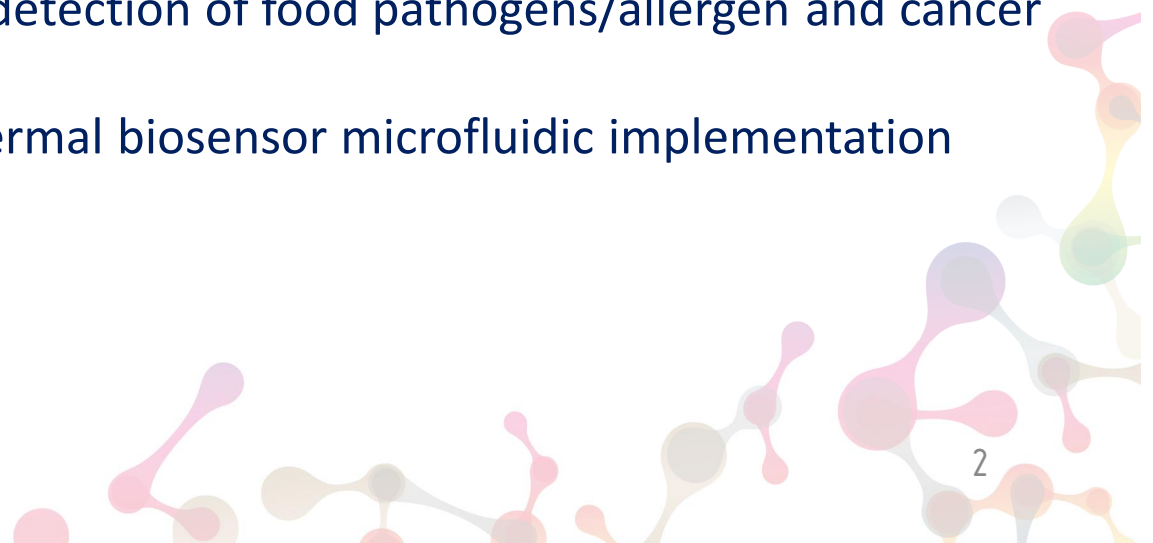 detection of food pathogens/allergen and cancer
ermal biosensor microfluidic implementation
2